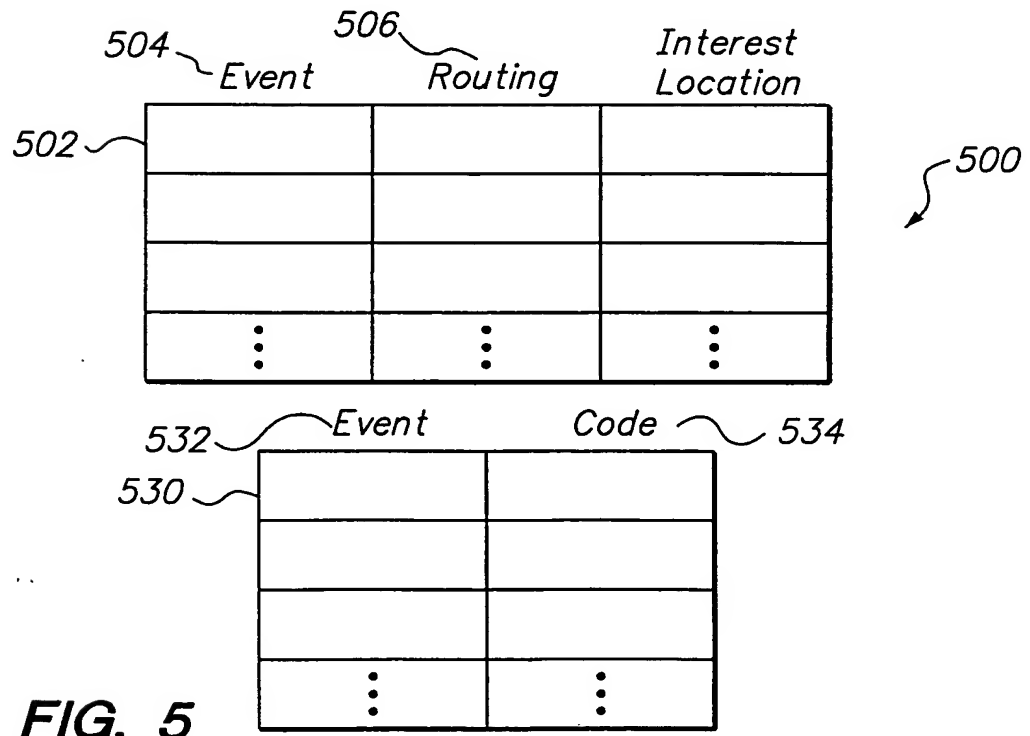 504 Event 506 Routing Interest Location
502
500
532 Event Code 534
530
FIG. 5